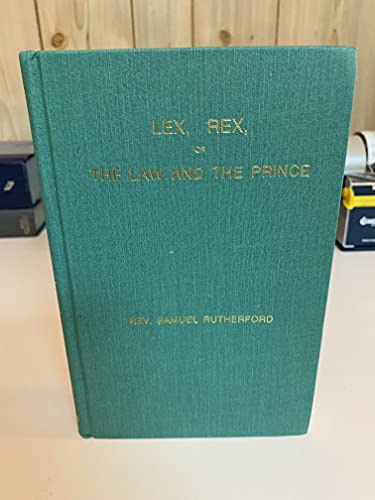 LEX, REX,
OR
THE LAW AND THE PRINCE
REV. SAMUEL RUTHERFORD